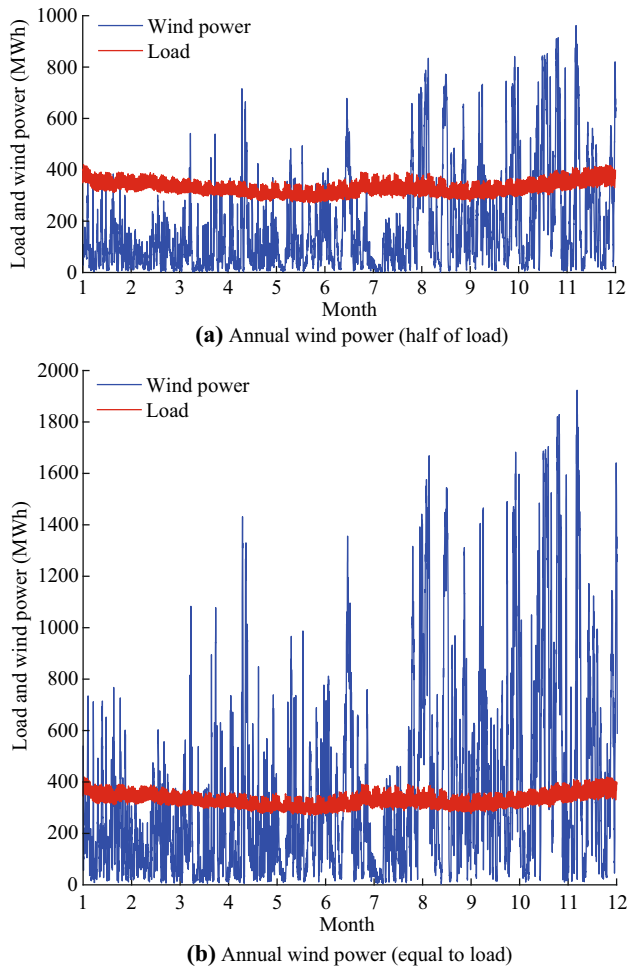 1000
Wind power
Load
800
600
400
200
0
Load and wind power (MWh)
1 2 3 4 5 6 7 8 9 10 11 12
Month
(a) Annual wind power (half of load)
2000
Wind power
Load
1800
1600
1400
1200
1000
800
600
400
200
0
Load and wind power (MWh)
1 2 3 4 5 6 7 8 9 10 11 12
Month
(b) Annual wind power (equal to load)